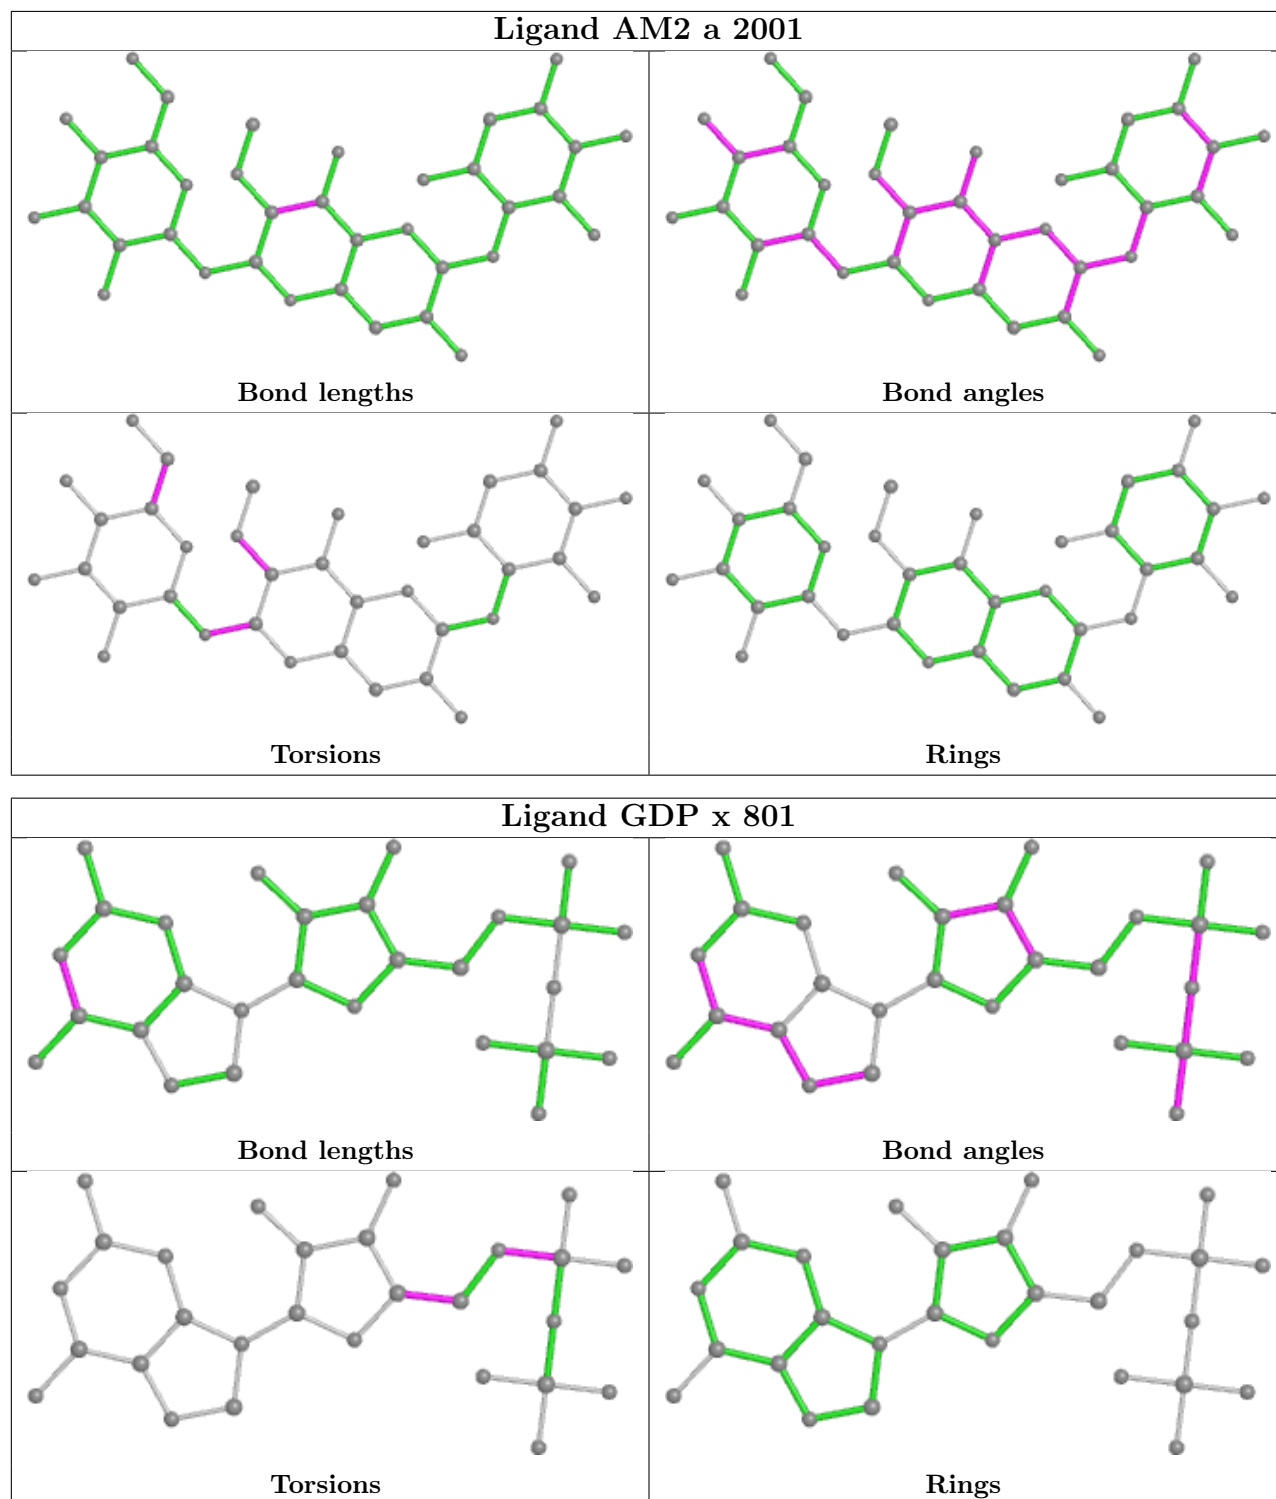 Ligand AM2 a 2001
Bond lengths
Bond angles
Torsions
Rings
Ligand GDP x 801
Bond lengths
Bond angles
Torsions
Rings